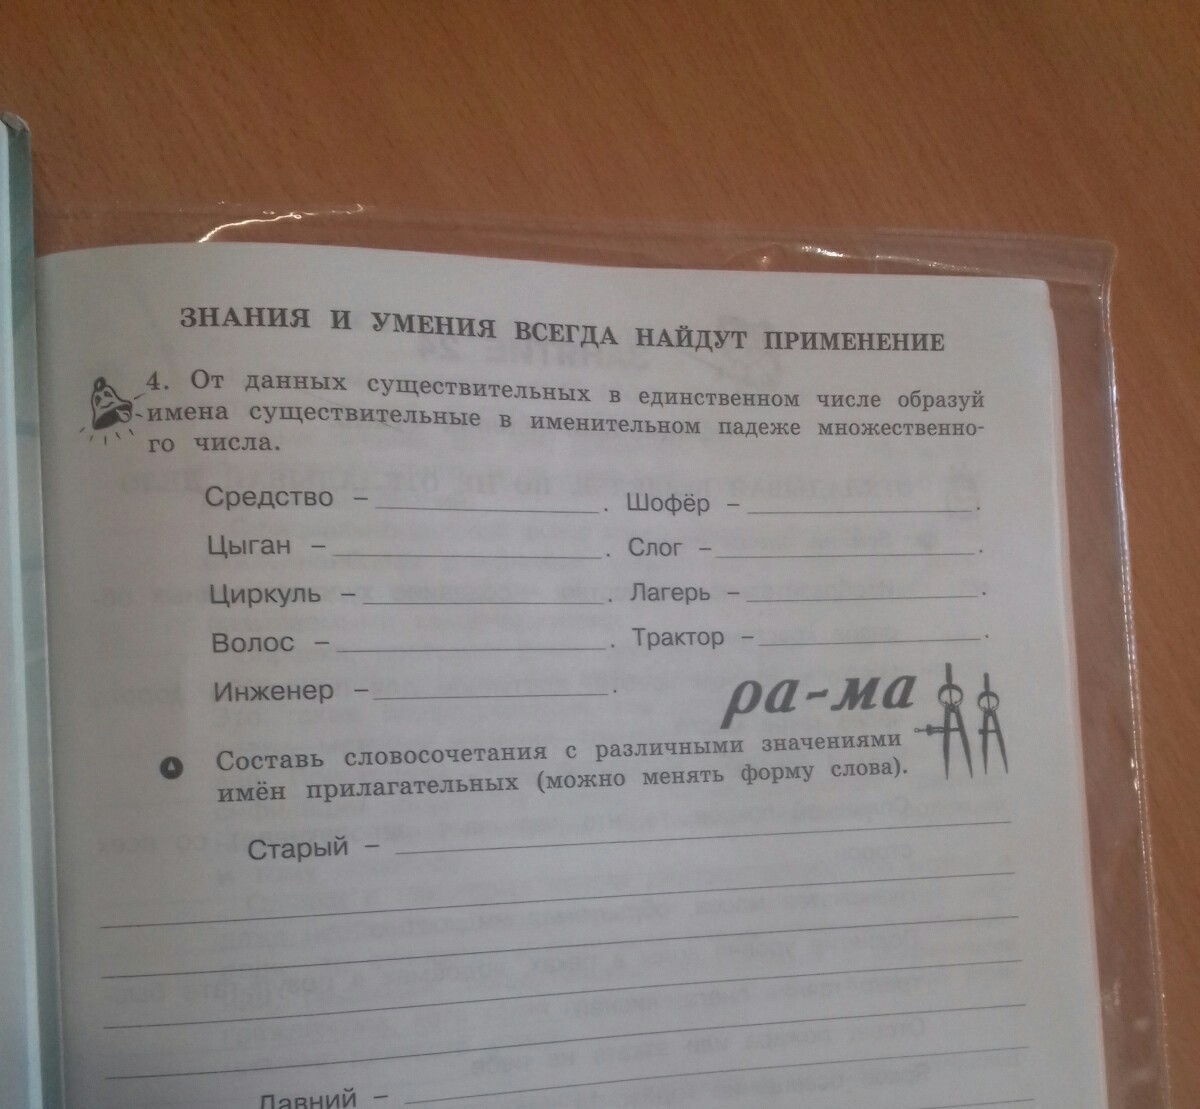 ЗНАНИЯ И УМЕНИЯ ВСЕГДА НАЙДУТ ПРИМЕНЕНИЕ
4. От данных существительных в единственном числе образуй
имена существительные в именительном падеже множественно-
го числа.
Средство – . Шофёр – .
Цыган – . Слог – .
Циркуль – . Лагерь – .
Волос – . Трактор – .
Инженер – .
ра-ма
Составь словосочетания с различными значениями
имён прилагательных (можно менять форму слова).
Старый –
Давний –